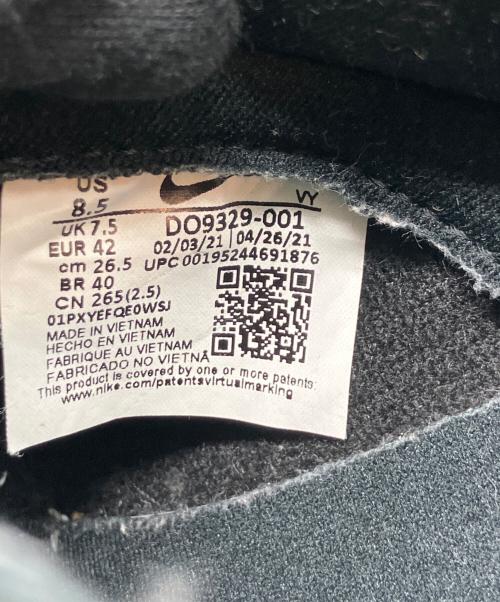 US
8.5
UK 7.5
EUR 42
cm 26.5
BR 40
CN 265(2.5)
VY
DO9329-001
02/03/21 | 04/26/21
UPC 00195244691876
01PXYEFQE0WSJ
MADE IN VIETNAM
HECHO EN VIETNAM
FABRIQUE AU VIETNAM
FABRICADO NO VIETNÃ
This product is covered by one or more patents:
www.nike.com/patentsvirtualmarking